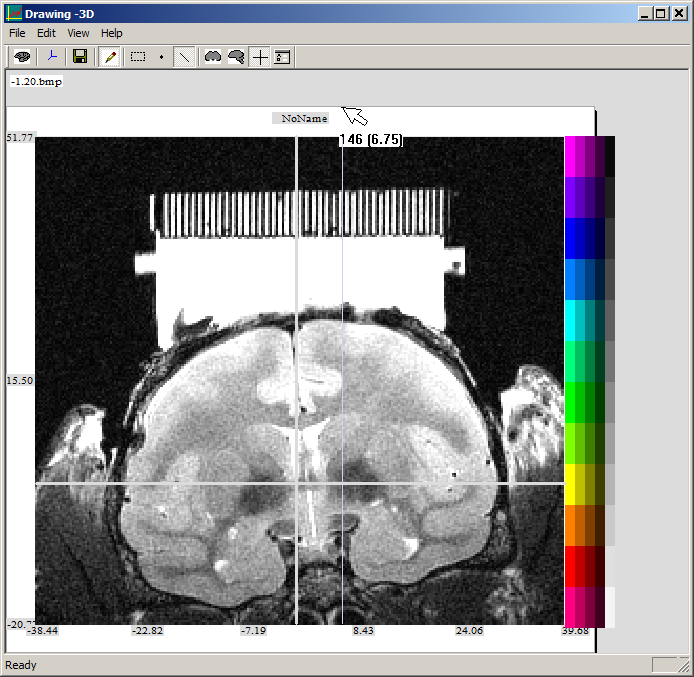 Drawing -3D
File Edit View Help
-1.20.bmp
NoName
51.77
146 (6.75)
15.50
-20.7
-38.44 -22.82 -7.19 8.43 24.06 39.68
Ready